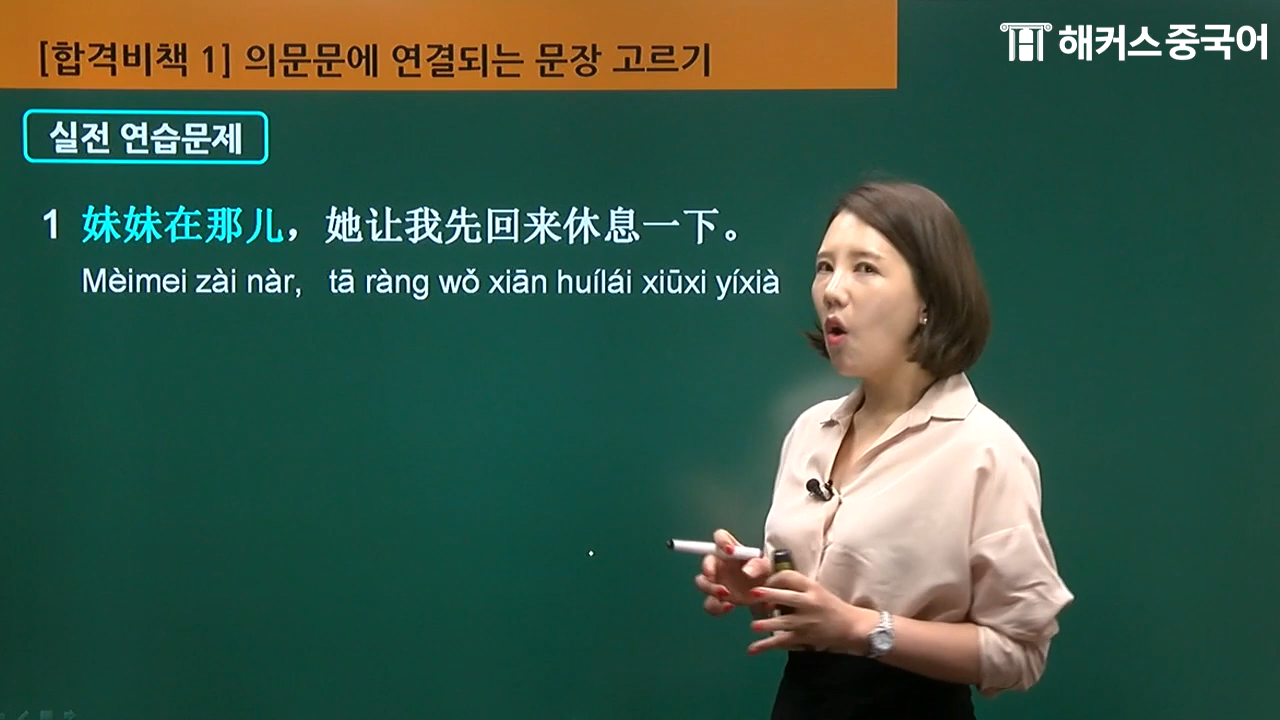 [합격비책 1] 의문문에 연결되는 문장 고르기
해커스중국어
실전 연습문제
1 妹妹在那儿，她让我先回来休息一下。
Mèimei zài nàr, tā ràng wǒ xiān huílái xiūxi yíxià